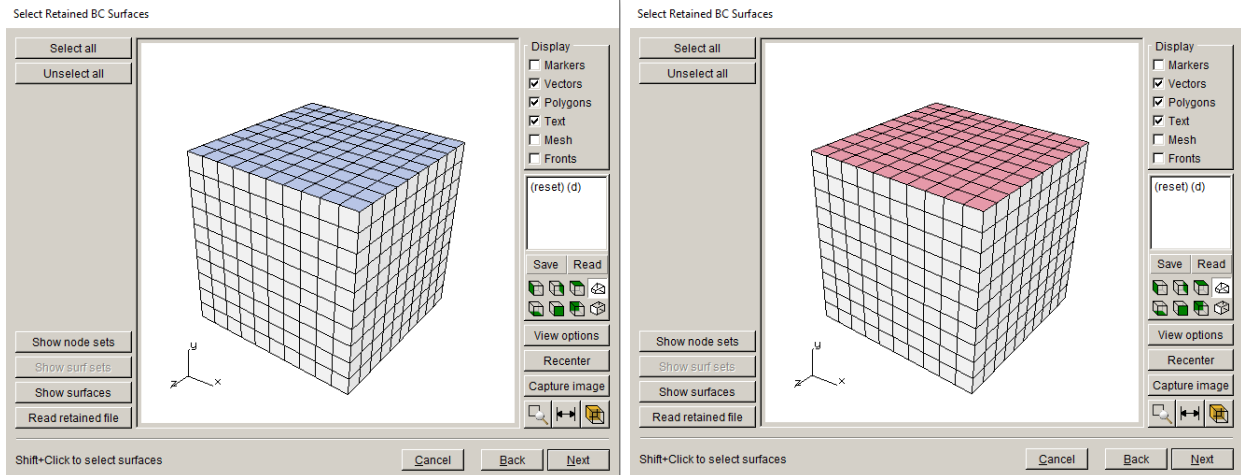 Select Retained BC Surfaces
Select all
Unselect all
Show node sets
Show surf sets
Show surfaces
Read retained file
y
z
x
Display
Markers
Vectors
Polygons
Text
Mesh
Fronts
(reset) (d)
Save Read
View options
Recenter
Capture image
Shift+Click to select surfaces
Cancel Back Next
Select Retained BC Surfaces
Select all
Unselect all
Show node sets
Show surf sets
Show surfaces
Read retained file
y
z
x
Display
Markers
Vectors
Polygons
Text
Mesh
Fronts
(reset) (d)
Save Read
View options
Recenter
Capture image
Shift+Click to select surfaces
Cancel Back Next